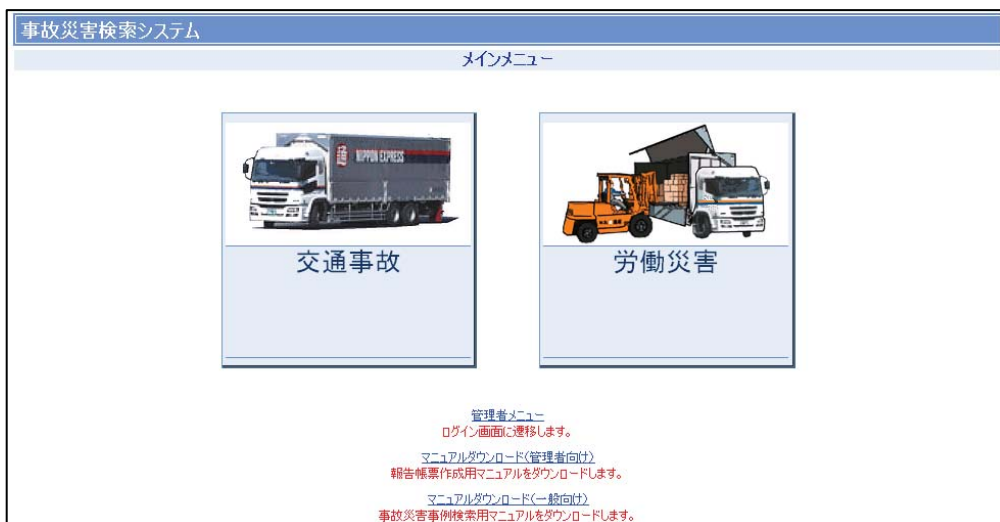 事故災害検索システム
メインメニュー
通 NIPPON EXPRESS
交通事故
労働災害
管理者メニュー
ログイン画面に遷移します。
マニュアルダウンロード(管理者向け)
報告帳票作成用マニュアルをダウンロードします。
マニュアルダウンロード(一般向け)
事故災害事例検索用マニュアルをダウンロードします。